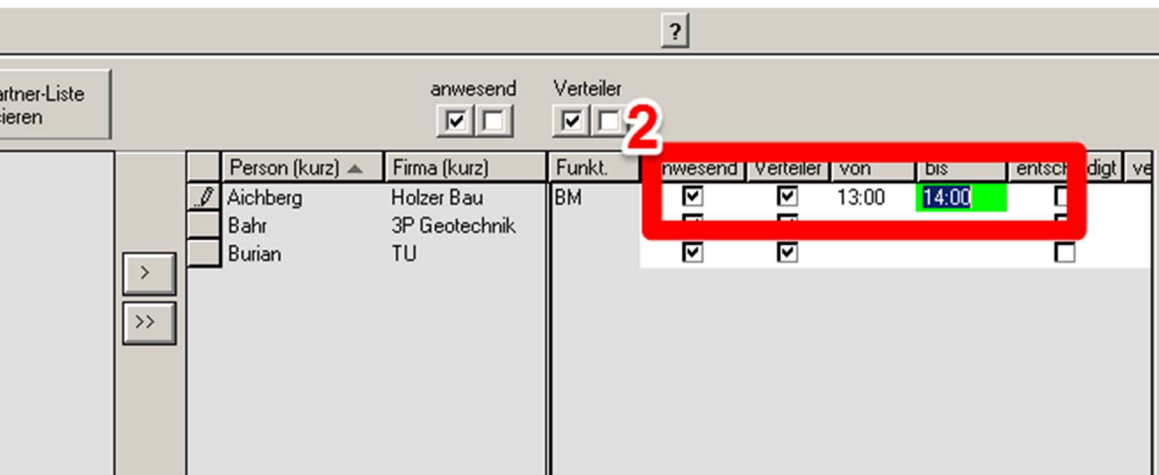 ?
artner-Liste
ieren
anwesend Verteiler
2
Person (kurz) Firma (kurz) Funkt. nwesend Verteiler von bis entsch digt ve
Aichberg Holzer Bau BM 13:00 14:00
Bahr 3P Geotechnik
Burian TU
>
>>